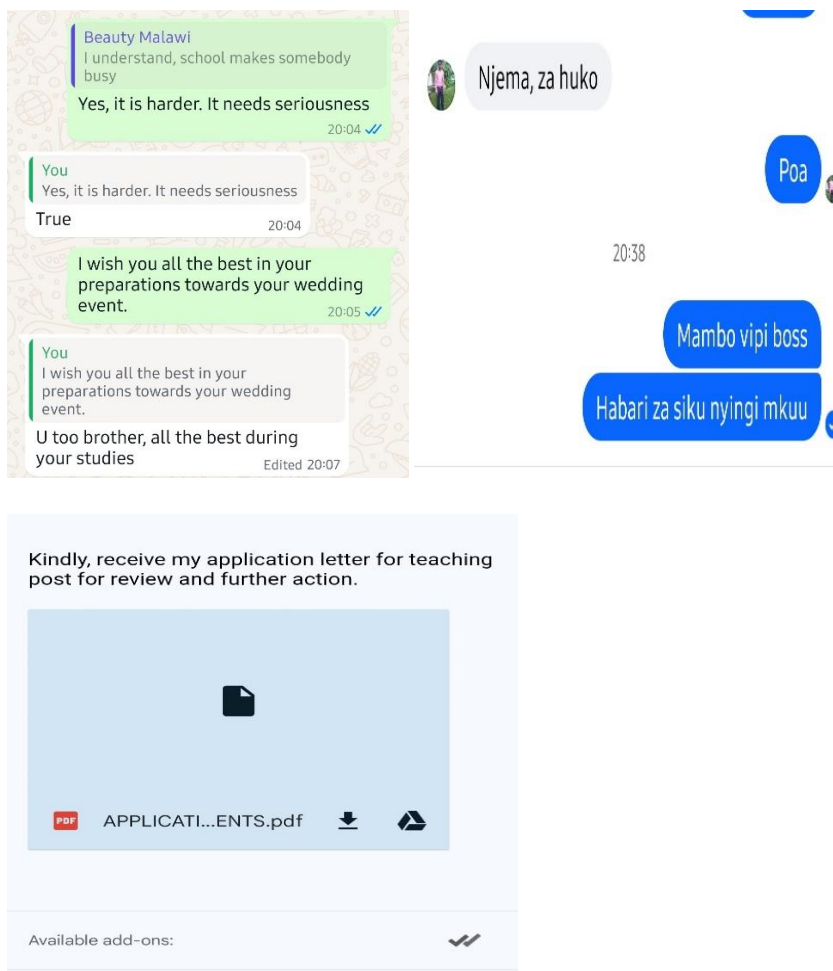 Beauty Malawi
I understand, school makes somebody
busy
Yes, it is harder. It needs seriousness
20:04
You
Yes, it is harder. It needs seriousness
True
20:04
I wish you all the best in your
preparations towards your wedding
event.
20:05
You
I wish you all the best in your
preparations towards your wedding
event.
U too brother, all the best during
your studies
Edited 20:07
Njema, za huko
Poa
20:38
Mambo vipi boss
Habari za siku nyingi mkuu
Kindly, receive my application letter for teaching
post for review and further action.
PDF APPLICATI...ENTS.pdf
Available add-ons: